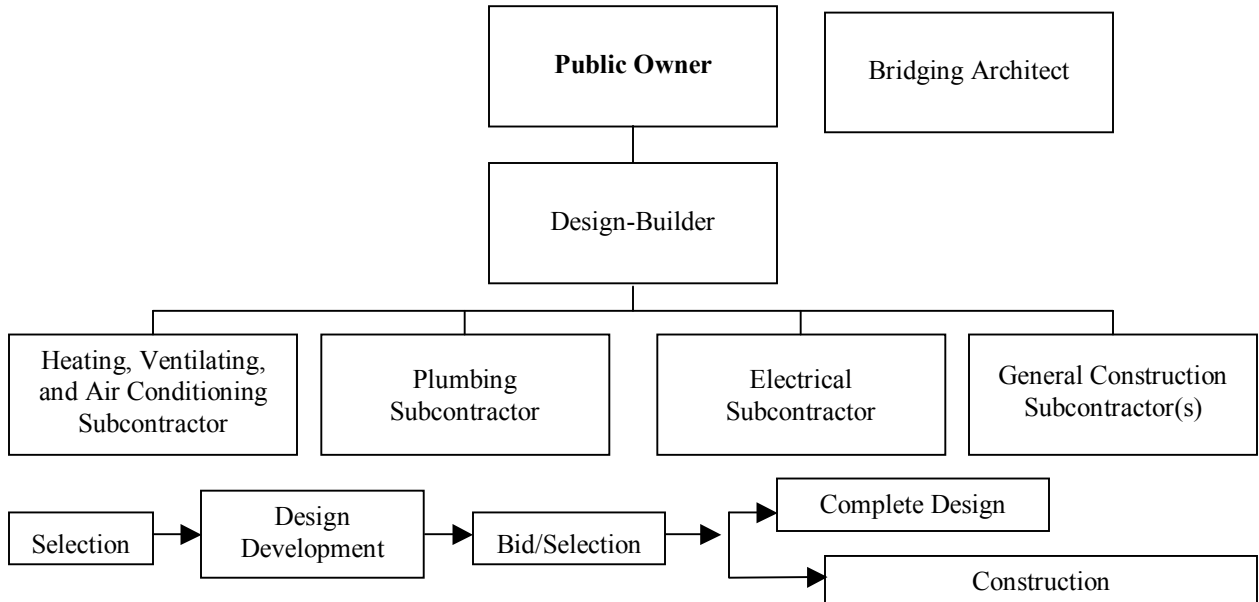 Public Owner
Bridging Architect
Design-Builder
Heating, Ventilating,
and Air Conditioning
Subcontractor
Plumbing
Subcontractor
Electrical
Subcontractor
General Construction
Subcontractor(s)
Selection
Design
Development
Bid/Selection
Complete Design
Construction